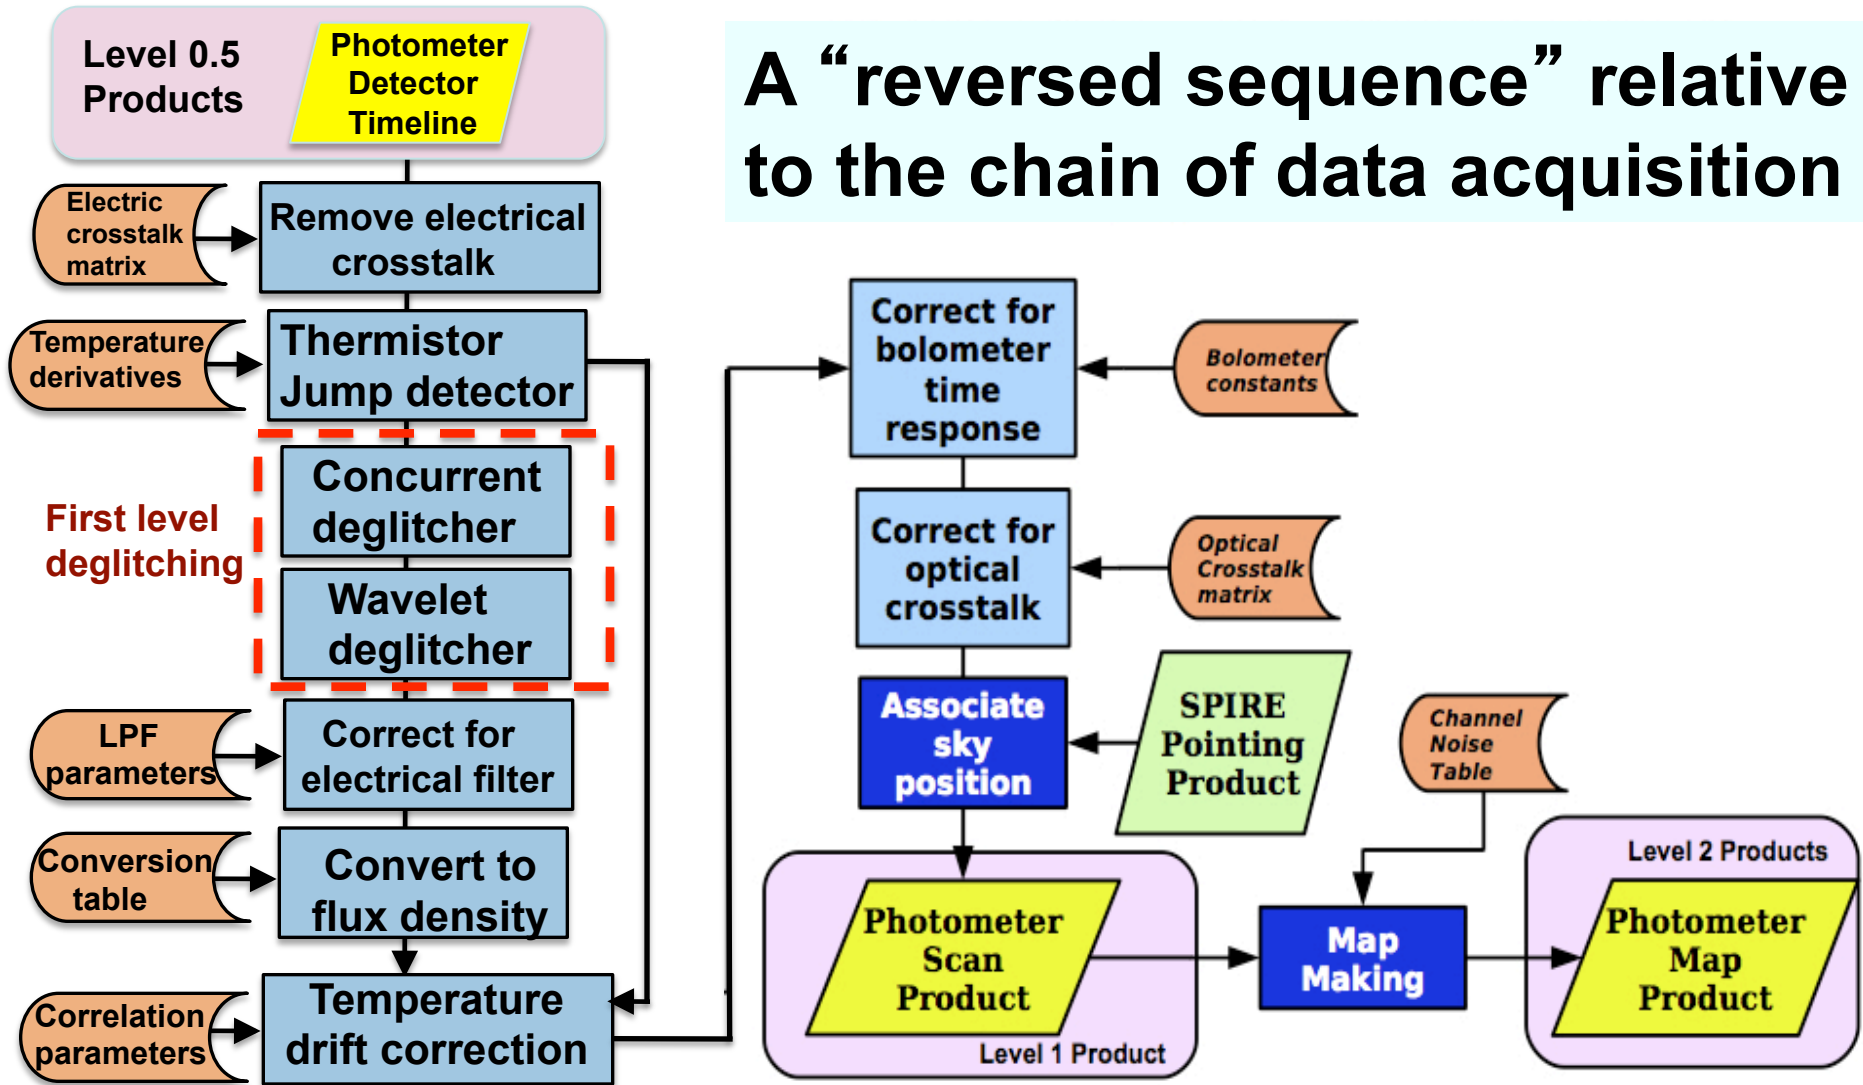 Level 0.5
Products
Photometer
Detector
Timeline
A “reversed sequence” relative
to the chain of data acquisition
Electric
crosstalk
matrix
Remove electrical
crosstalk
Temperature
derivatives
Thermistor
Jump detector
First level
deglitching
Concurrent
deglitcher
Wavelet
deglitcher
LPF
parameters
Correct for
electrical filter
Conversion
table
Convert to
flux density
Correlation
parameters
Temperature
drift correction
Correct for
bolometer
time
response
Bolometer
constants
Correct for
optical
crosstalk
Optical
Crosstalk
matrix
Associate
sky
position
SPIRE
Pointing
Product
Channel
Noise
Table
Photometer
Scan
Product
Level 1 Product
Map
Making
Level 2 Products
Photometer
Map
Product